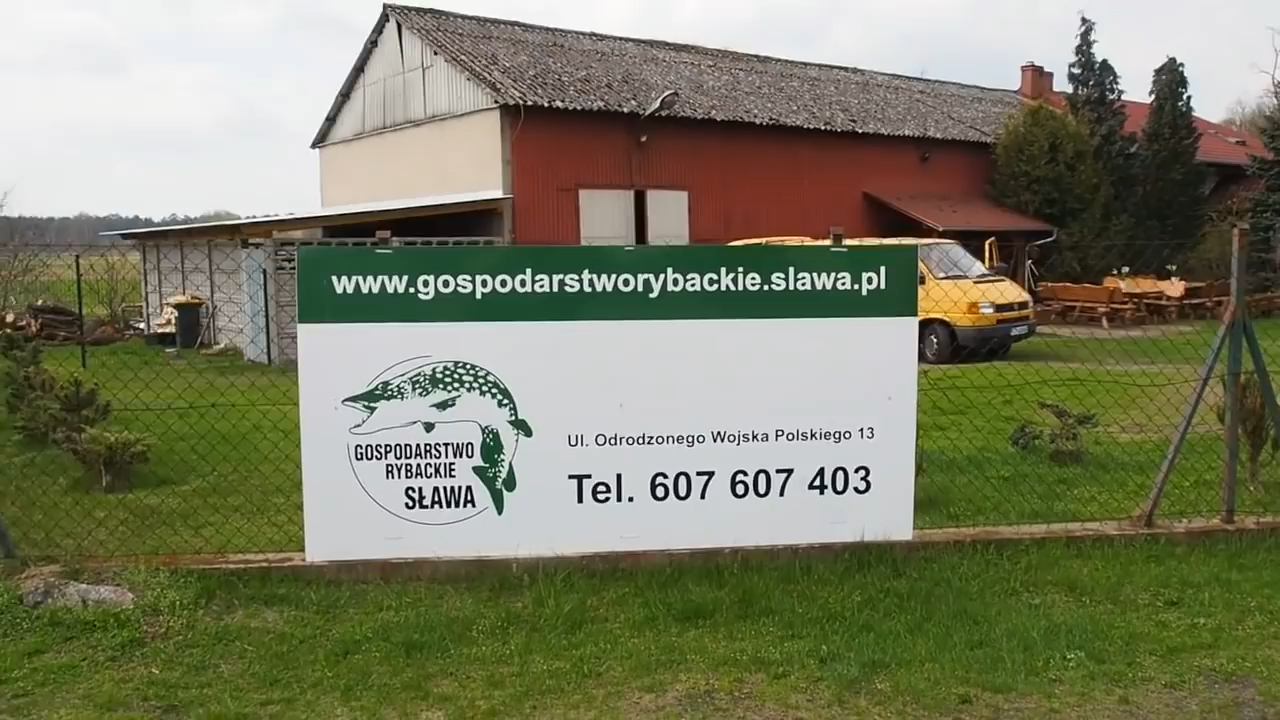 www.gospodarstworybackie.slawa.pl
GOSPODARSTWO
RYBACKIE
SŁAWA
Ul. Odrodzonego Wojska Polskiego 13
Tel. 607 607 403